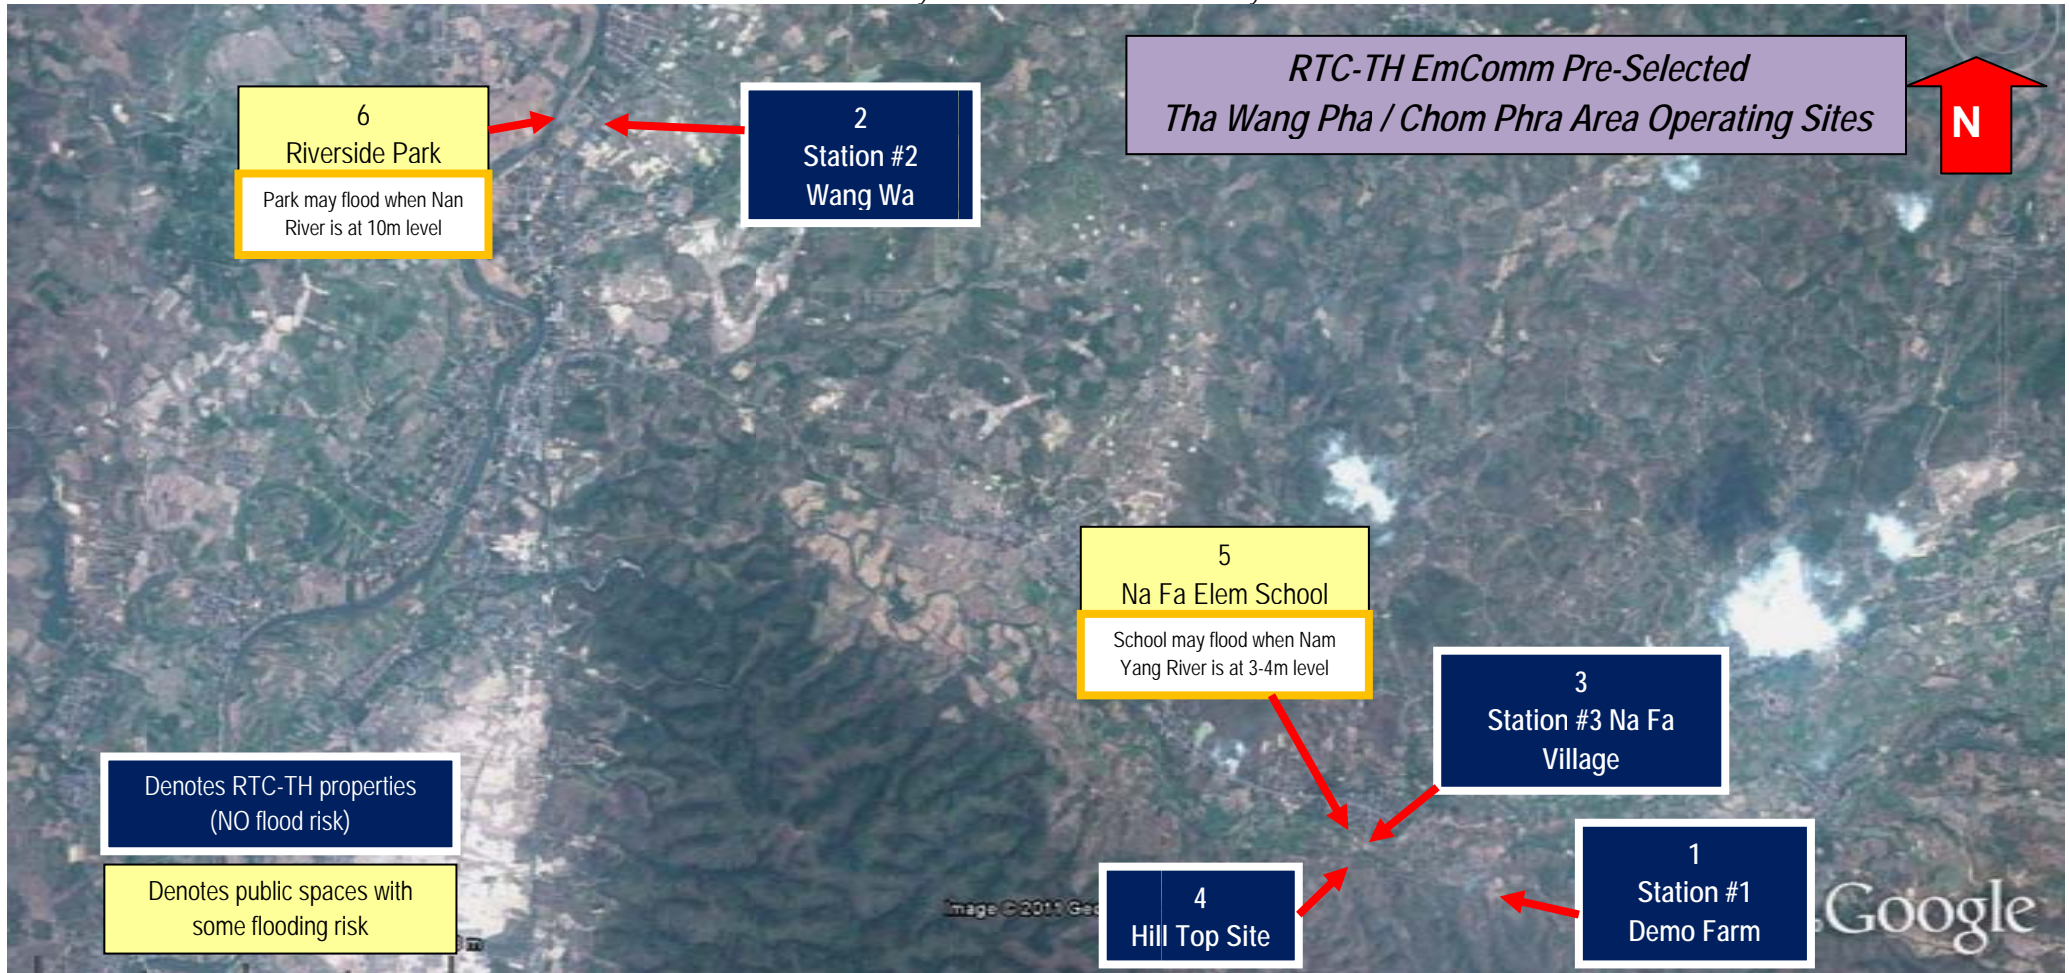 RTC-TH EmComm Pre-Selected
Tha Wang Pha / Chom Phra Area Operating Sites
N
6
Riverside Park
Park may flood when Nan
River is at 10m level
2
Station #2
Wang Wa
5
Na Fa Elem School
School may flood when Nam
Yang River is at 3-4m level
3
Station #3 Na Fa
Village
Denotes RTC-TH properties
(NO flood risk)
Denotes public spaces with
some flooding risk
4
Hill Top Site
1
Station #1
Demo Farm
Image © 2011
Google